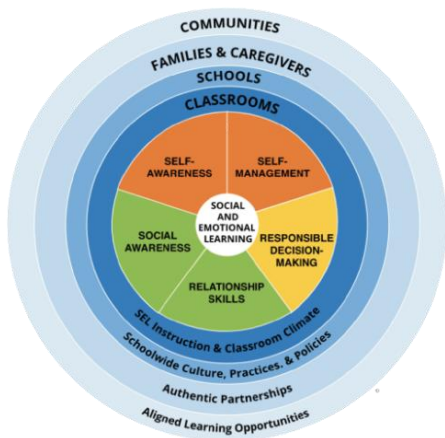 COMMUNITIES
FAMILIES & CAREGIVERS
SCHOOLS
CLASSROOMS
SELF-
AWARENESS
SELF-
MANAGEMENT
SOCIAL
AND
EMOTIONAL
LEARNING
SOCIAL
AWARENESS
RESPONSIBLE
DECISION-
MAKING
RELATIONSHIP
SKILLS
SEL Instruction & Classroom Climate
Schoolwide Culture, Practices, & Policies
Authentic Partnerships
Aligned Learning Opportunities